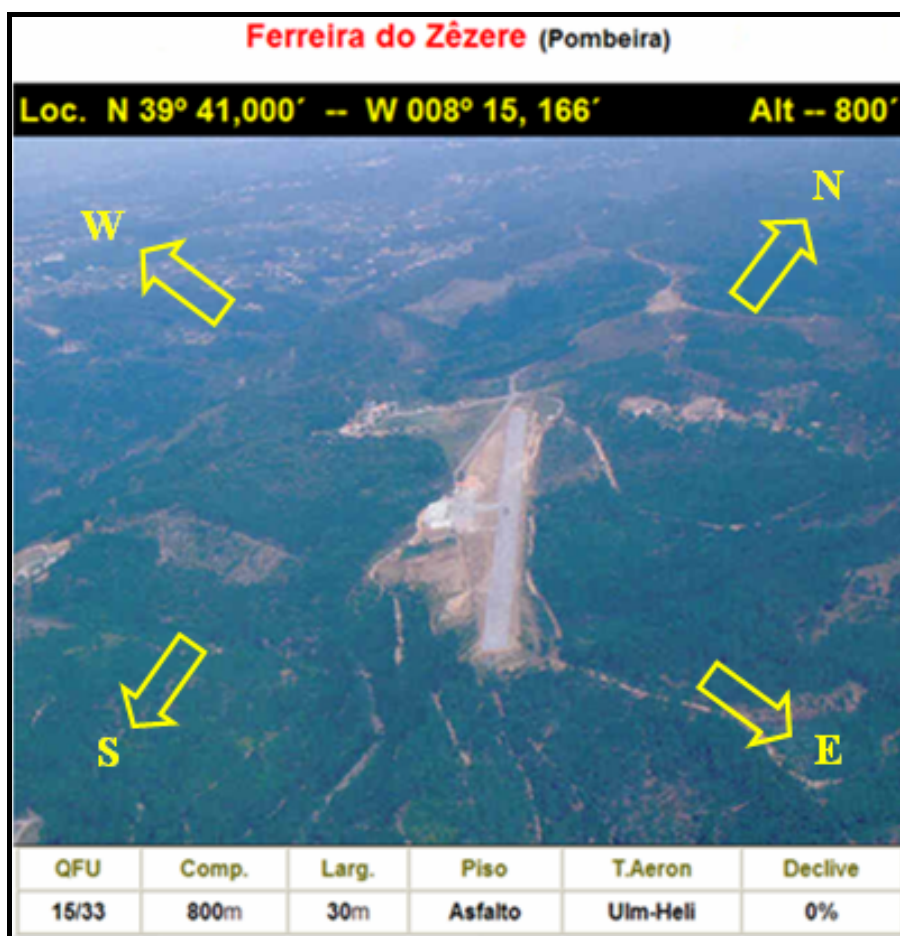 Ferreira do Zêzere (Pombeira)
Loc. N 39º 41,000´ -- W 008º 15, 166´ Alt -- 800´
W
N
S
E
QFU Comp. Larg. Piso T.Aeron Declive
15/33 800m 30m Asfalto Ulm-Heli 0%